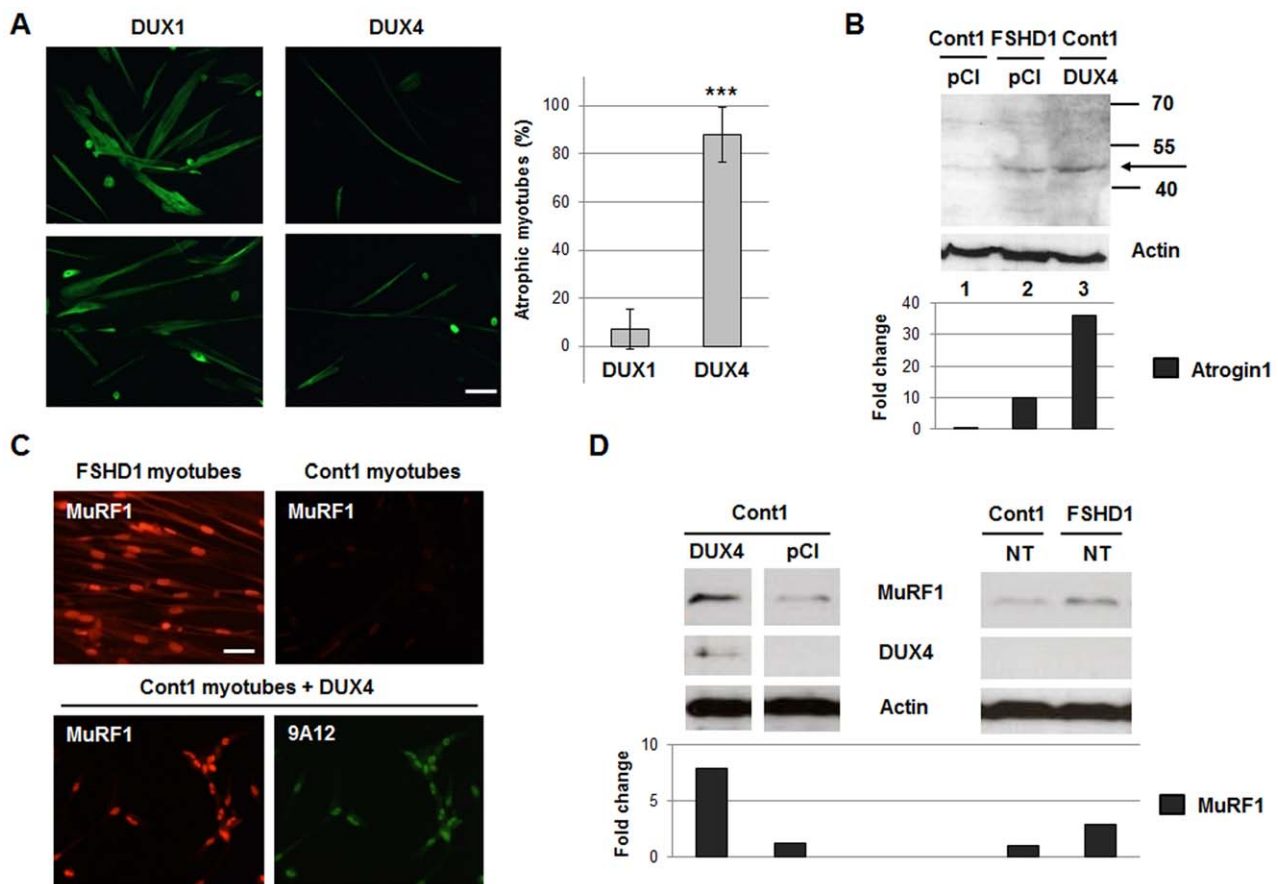 A
DUX1
DUX4
Atrophic myotubes (%)
100
80
60
40
20
0
***
DUX1
DUX4
B
Cont1 FSHD1 Cont1
pCI pCI DUX4
70
55
40
Actin
1 2 3
Fold change
40
30
20
10
0
Atrogin1
C
FSHD1 myotubes
Cont1 myotubes
MuRF1
MuRF1
Cont1 myotubes + DUX4
MuRF1
9A12
D
Cont1
DUX4 pCI
Cont1 FSHD1
NT NT
MuRF1
DUX4
Actin
Fold change
10
5
0
MuRF1